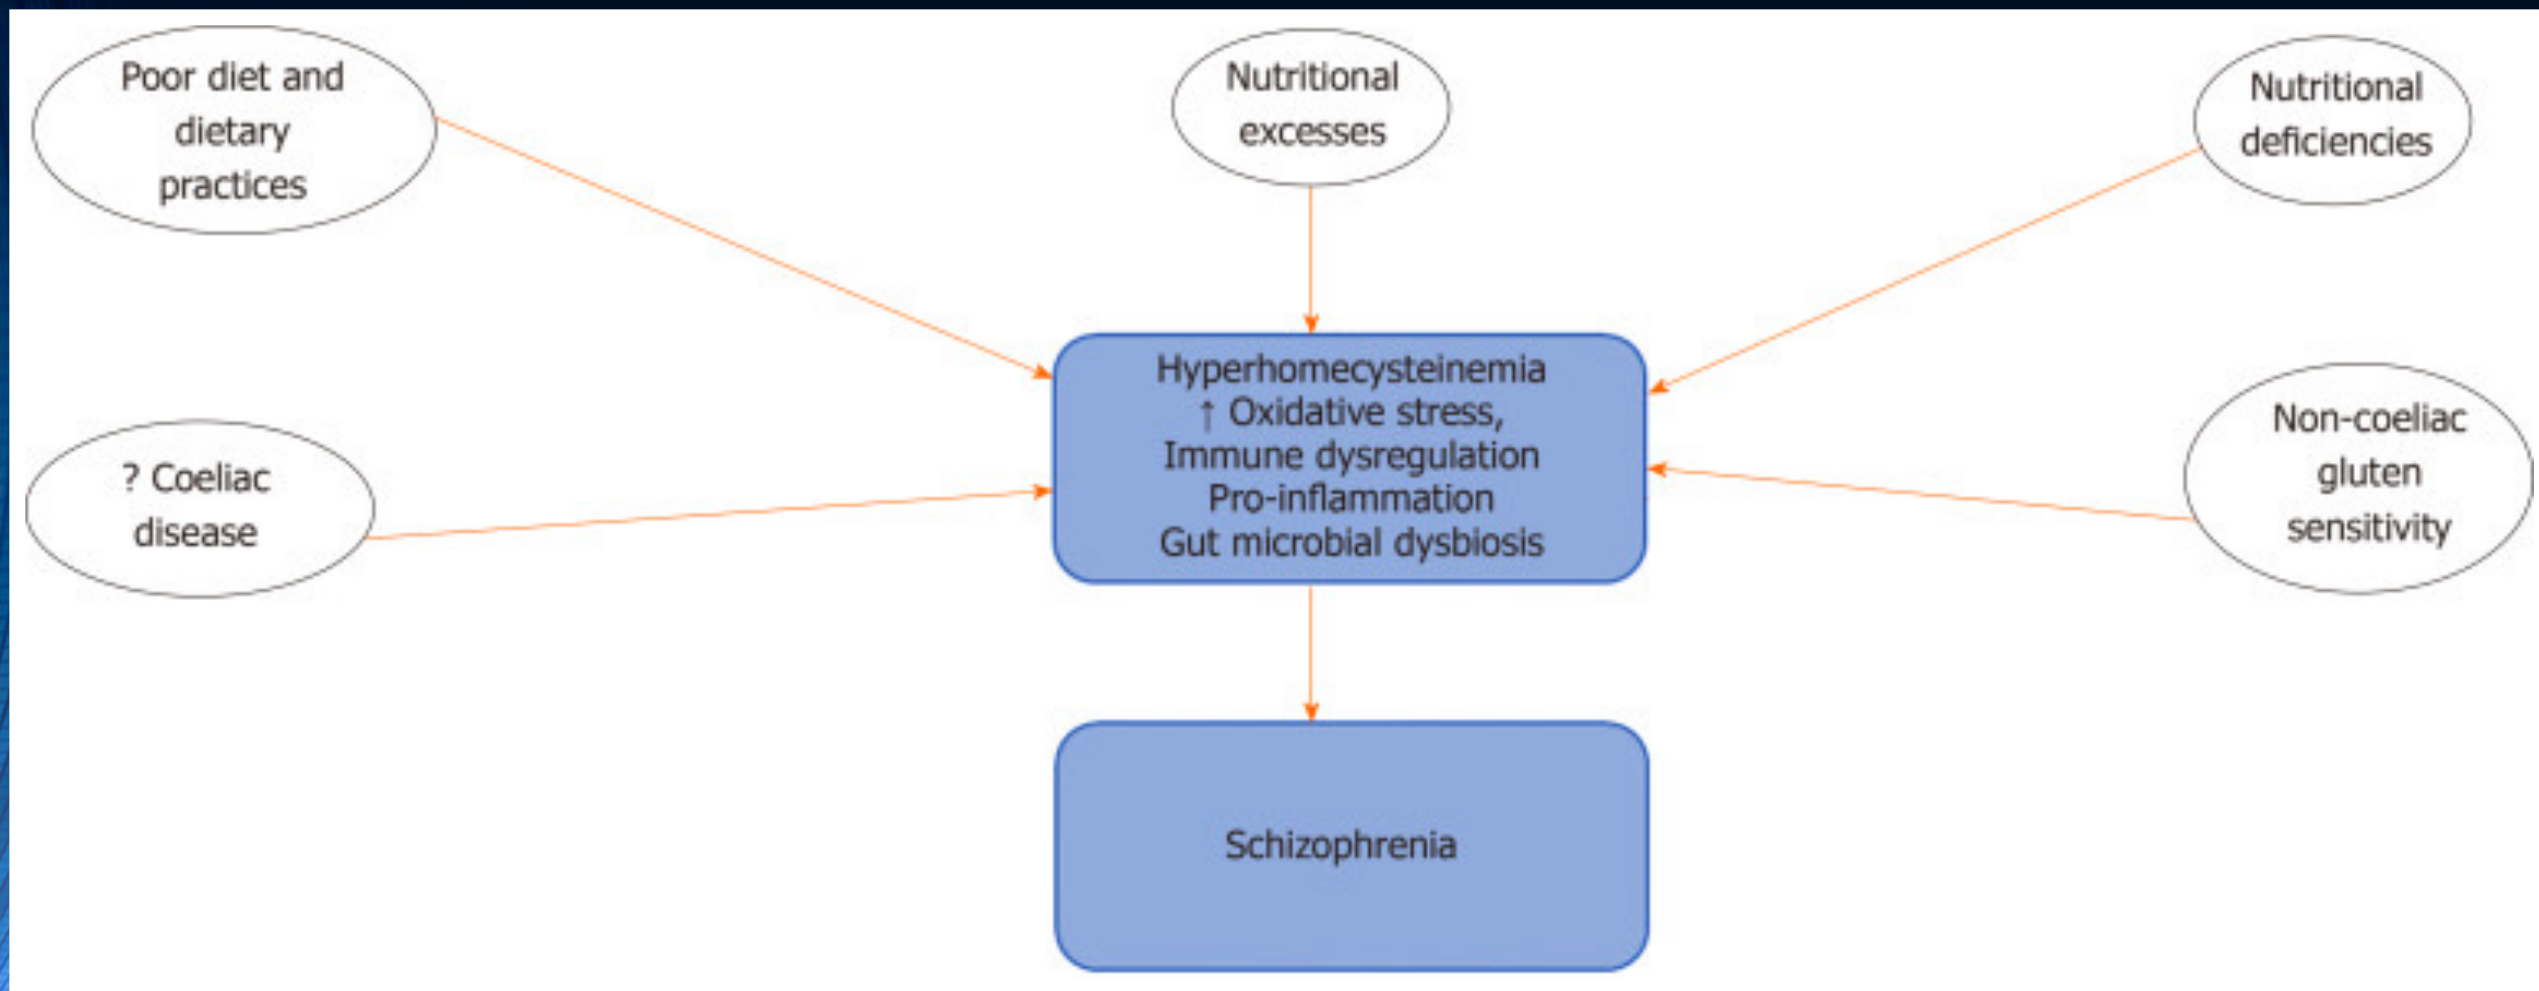 Poor diet and
dietary
practices
Nutritional
excesses
Nutritional
deficiencies
? Coeliac
disease
Hyperhomecysteinemia
↑ Oxidative stress,
Immune dysregulation
Pro-inflammation
Gut microbial dysbiosis
Non-coeliac
gluten
sensitivity
Schizophrenia